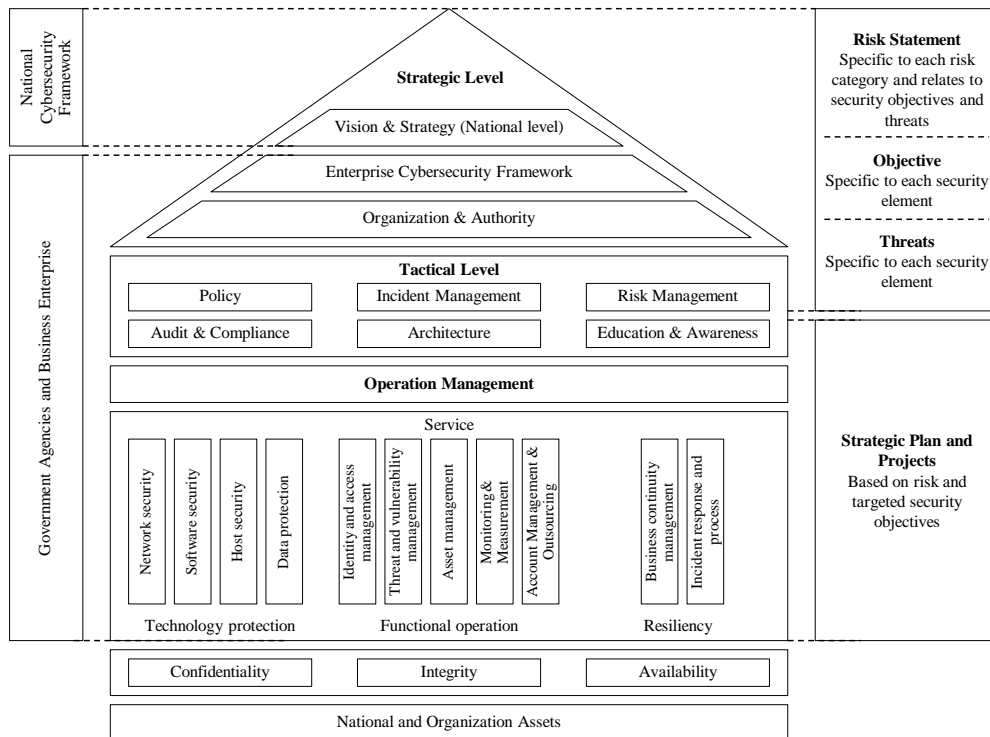 National
Cybersecurity
Framework
Government Agencies and Business Enterprise
Strategic Level
Vision & Strategy (National level)
Enterprise Cybersecurity Framework
Organization & Authority
Tactical Level
Policy
Incident Management
Risk Management
Audit & Compliance
Architecture
Education & Awareness
Operation Management
Service
Network security
Software security
Host security
Data protection
Identity and access
management
Threat and vulnerability
management
Asset management
Monitoring&
Measurement
Account Management &
Outsourcing
Business continuity
management
Incident response and
process
Technology protection
Functional operation
Resiliency
Confidentiality
Integrity
Availability
National and Organization Assets
Risk Statement
Specific to each risk
category and relates to
security objectives and
threats
Objective
Specific to each security
element
Threats
Specific to each security
element
Strategic Plan and
Projects
Based on risk and
targeted security
objectives